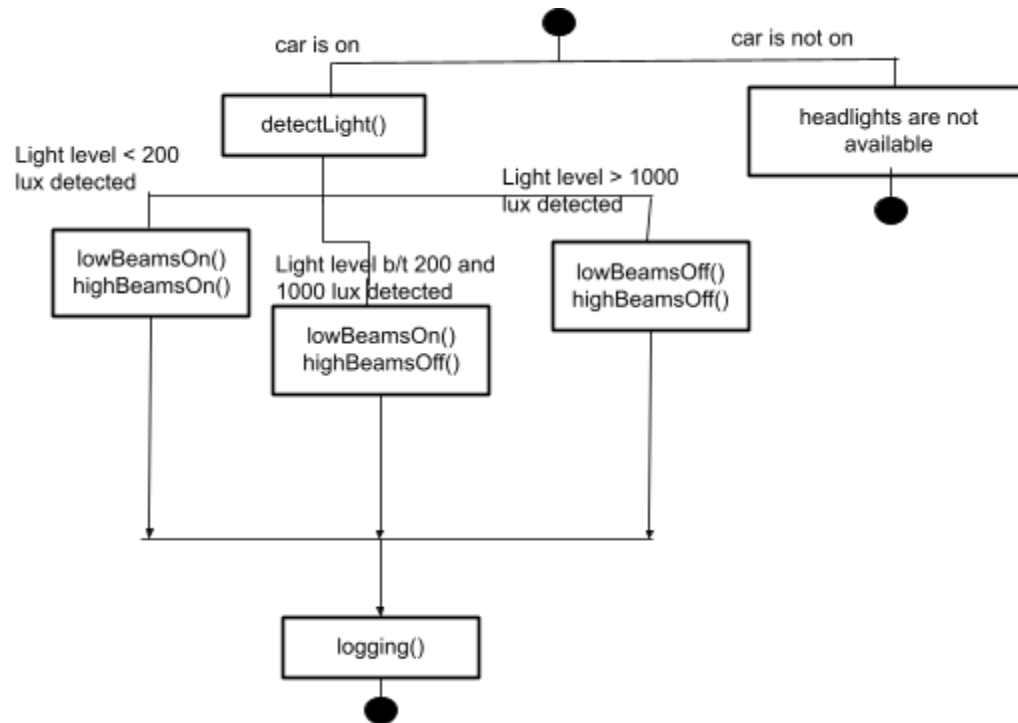 car is on
car is not on
detectLight()
headlights are not
available
Light level < 200
lux detected
Light level > 1000
lux detected
lowBeamsOn()
highBeamsOn()
Light level b/t 200 and
1000 lux detected
lowBeamsOff()
highBeamsOff()
lowBeamsOn()
highBeamsOff()
logging()